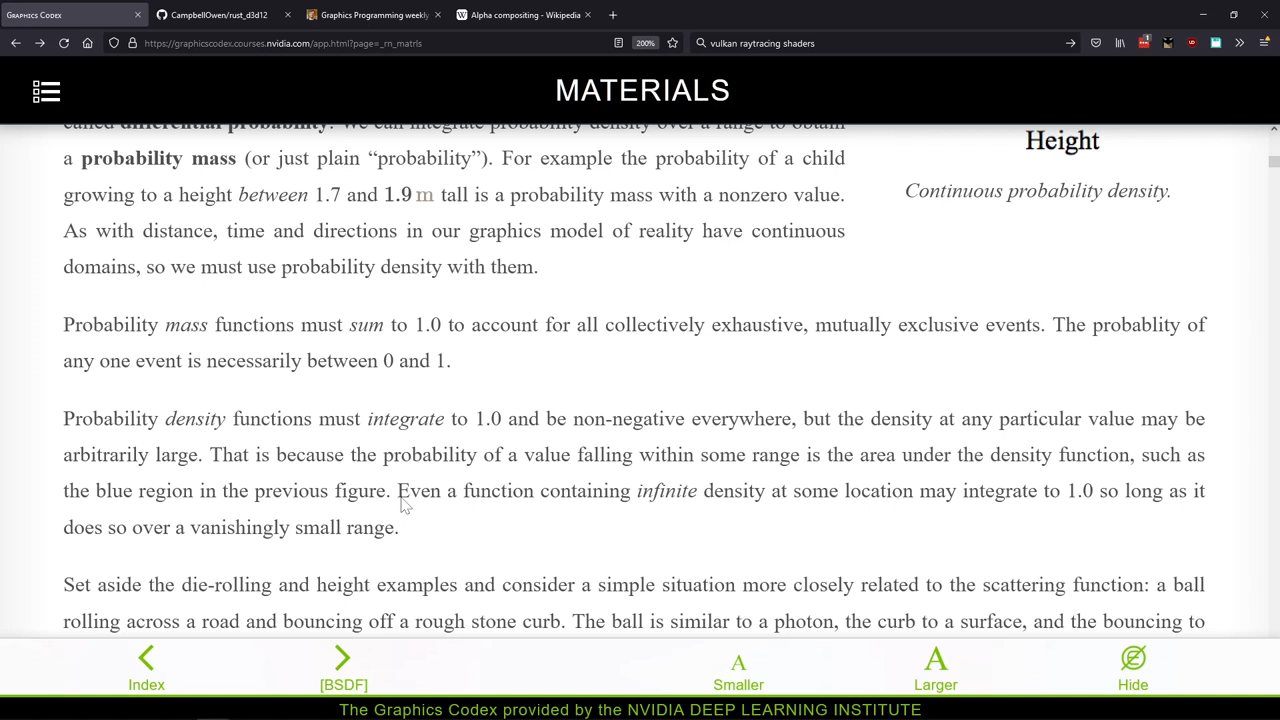 GRAPHICS CODEX
CampbellOwen/rust_d3d12
Graphics Programming weekly
Alpha compositing - Wikipedia
https://graphicscodex.courses.nvidia.com/app.html?page=_rn_matrls
200%
vulkan raytracing shaders
MATERIALS
called differential probability. We can integrate probability density over a range to obtain
a probability mass (or just plain “probability”). For example the probability of a child
growing to a height between 1.7 and 1.9 m tall is a probability mass with a nonzero value.
As with distance, time and directions in our graphics model of reality have continuous
domains, so we must use probability density with them.
Height
Continuous probability density.
Probability mass functions must sum to 1.0 to account for all collectively exhaustive, mutually exclusive events. The probablity of
any one event is necessarily between 0 and 1.
Probability density functions must integrate to 1.0 and be non-negative everywhere, but the density at any particular value may be
arbitrarily large. That is because the probability of a value falling within some range is the area under the density function, such as
the blue region in the previous figure. Even a function containing infinite density at some location may integrate to 1.0 so long as it
does so over a vanishingly small range.
Set aside the die-rolling and height examples and consider a simple situation more closely related to the scattering function: a ball
rolling across a road and bouncing off a rough stone curb. The ball is similar to a photon, the curb to a surface, and the bouncing to
Index
[BSDF]
A
Smaller
A
Larger
Hide
The Graphics Codex provided by the NVIDIA DEEP LEARNING INSTITUTE